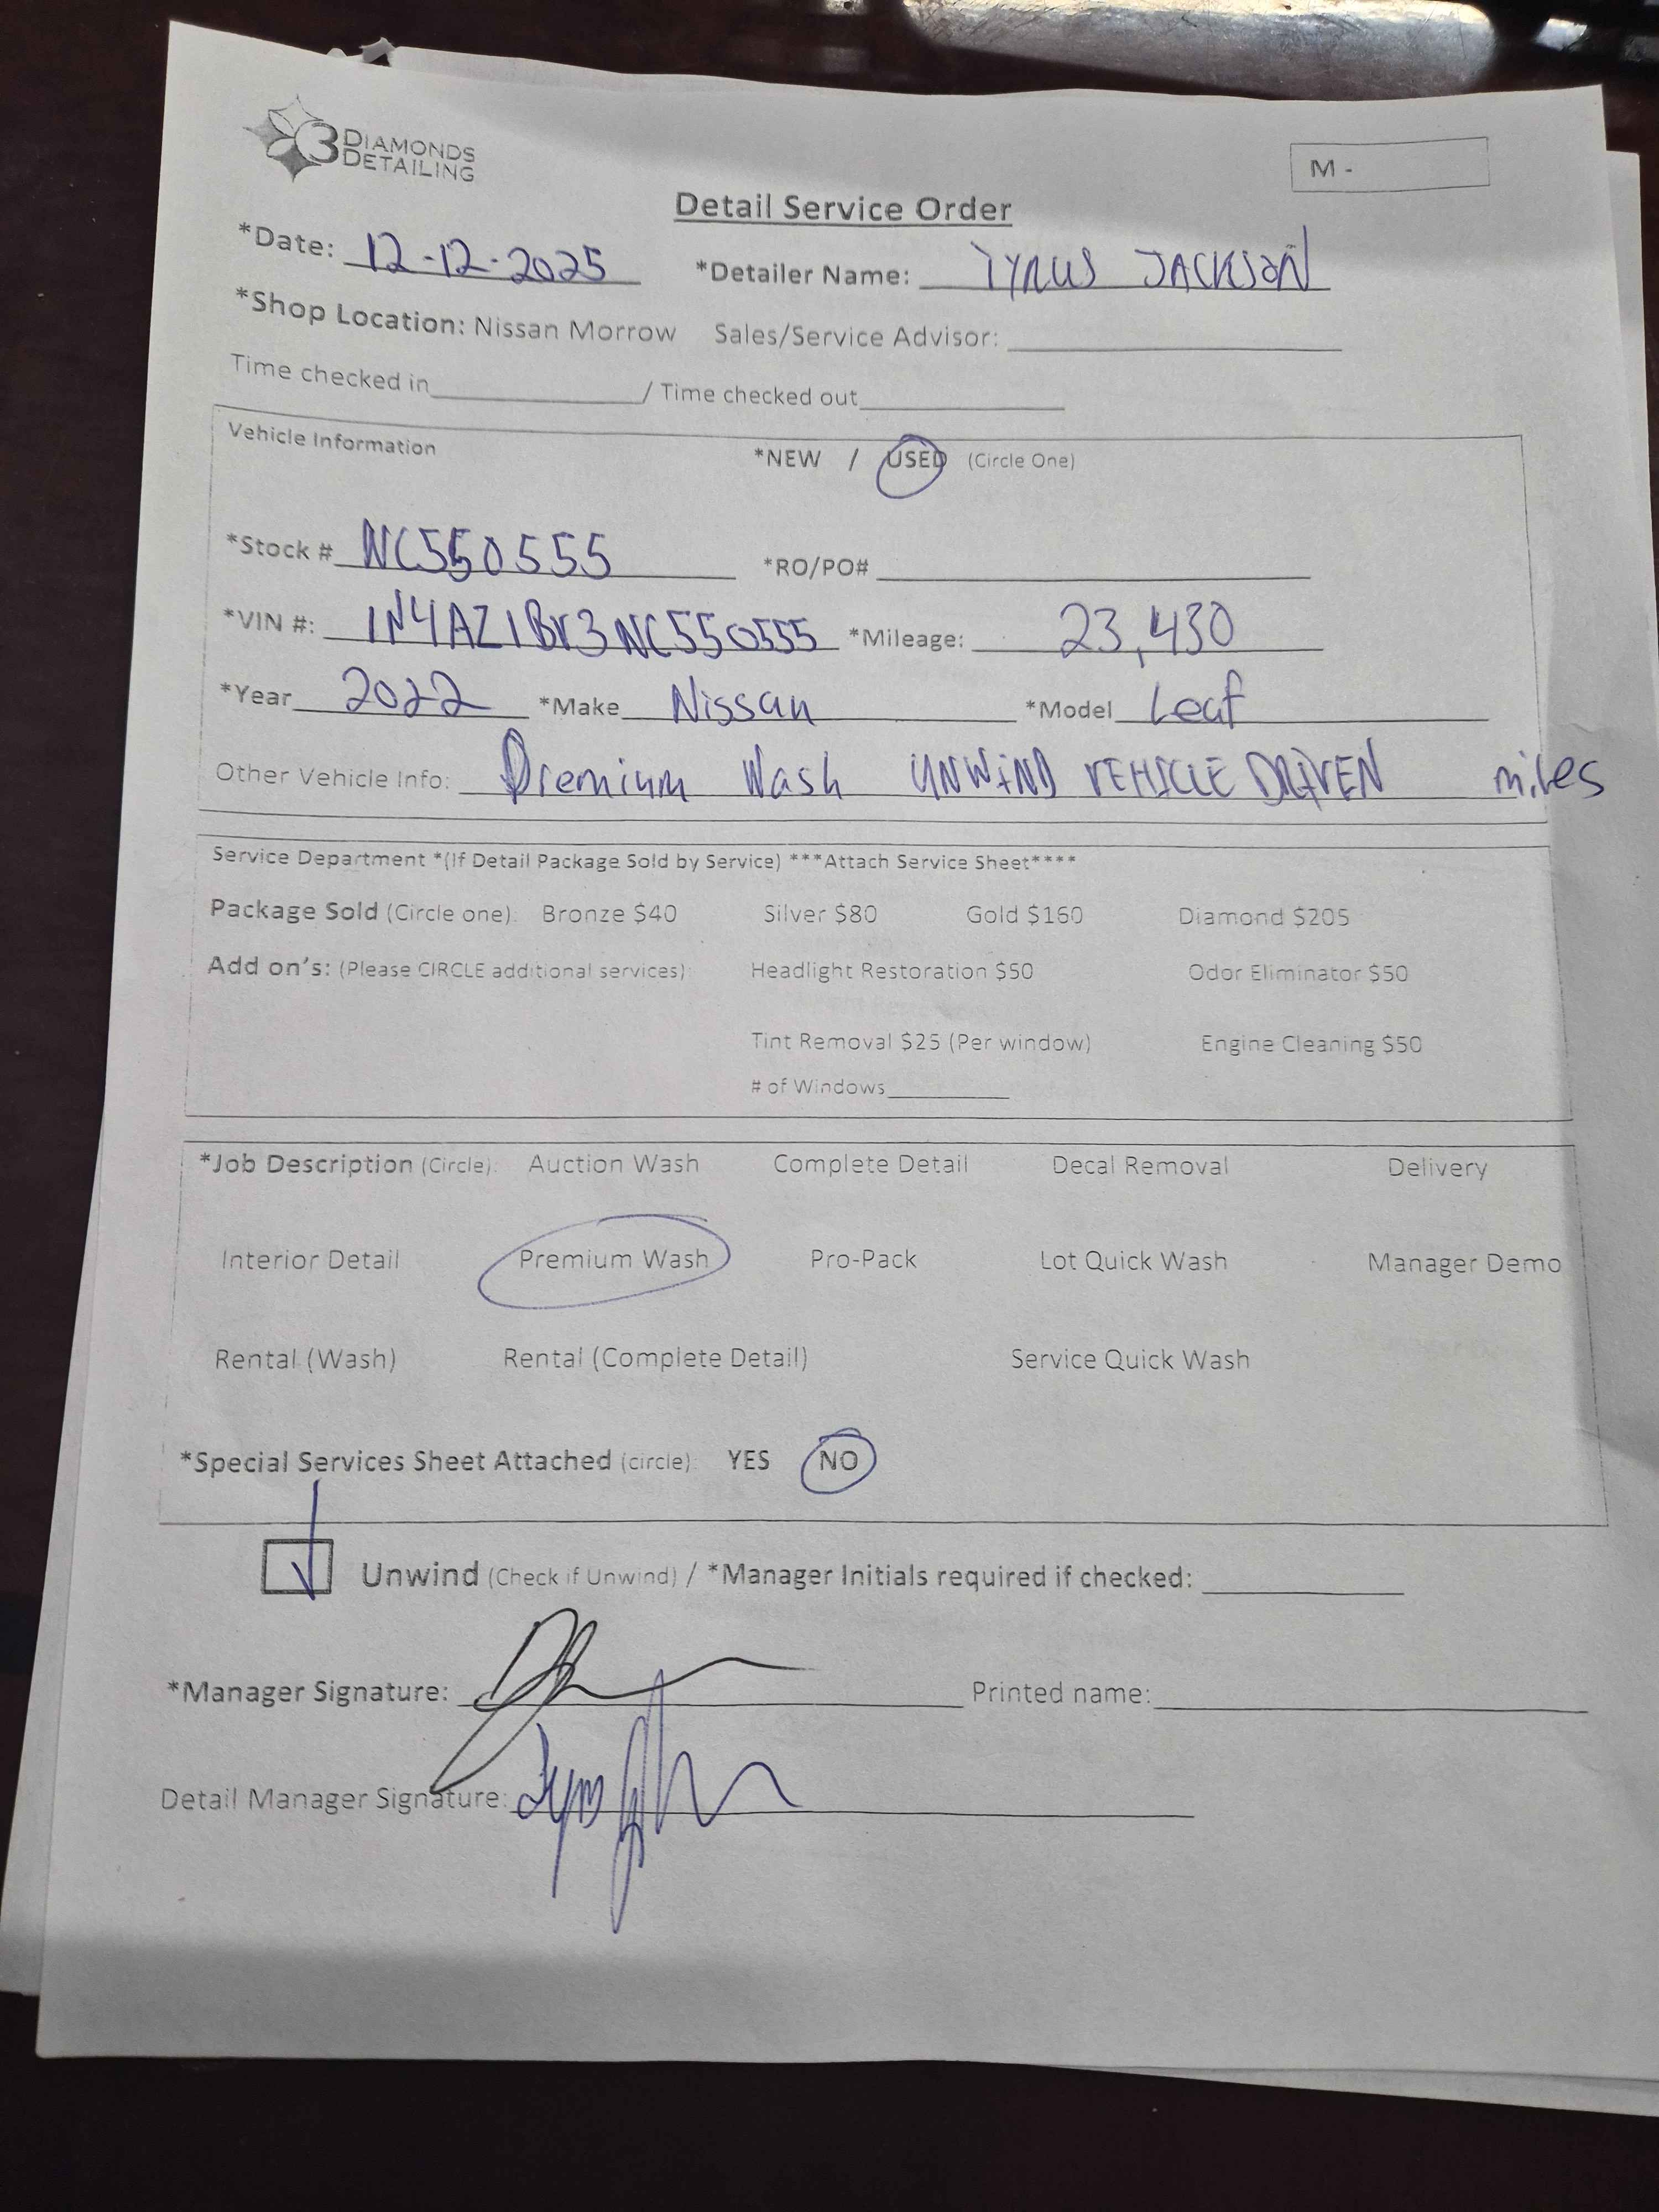 3 DIAMONDS DETAILING
M -
Detail Service Order
*Date: 12-12-2025 *Detailer Name: TYRUS JACKSON
*Shop Location: Nissan Morrow Sales/Service Advisor:
Time checked in / Time checked out
Vehicle Information
*NEW / USED (Circle One)
*Stock # NC550555 *RO/PO#
*VIN #: 1N4AZ1BV3NC550555 *Mileage: 23,430
*Year 2022 *Make Nissan *Model Leaf
Other Vehicle Info: Premium Wash UNWIND VEHICLE DRIVEN miles
Service Department *(If Detail Package Sold by Service) ***Attach Service Sheet****
Package Sold (Circle one): Bronze $40 Silver $80 Gold $160 Diamond $205
Add on's: (Please CIRCLE additional services) Headlight Restoration $50 Odor Eliminator $50
Tint Removal $25 (Per window) Engine Cleaning $50
# of Windows
*Job Description (Circle): Auction Wash Complete Detail Decal Removal Delivery
Interior Detail Premium Wash Pro-Pack Lot Quick Wash Manager Demo
Rental (Wash) Rental (Complete Detail) Service Quick Wash
*Special Services Sheet Attached (circle): YES NO
Unwind (Check if Unwind) / *Manager Initials required if checked:
*Manager Signature: Printed name:
Detail Manager Signature: